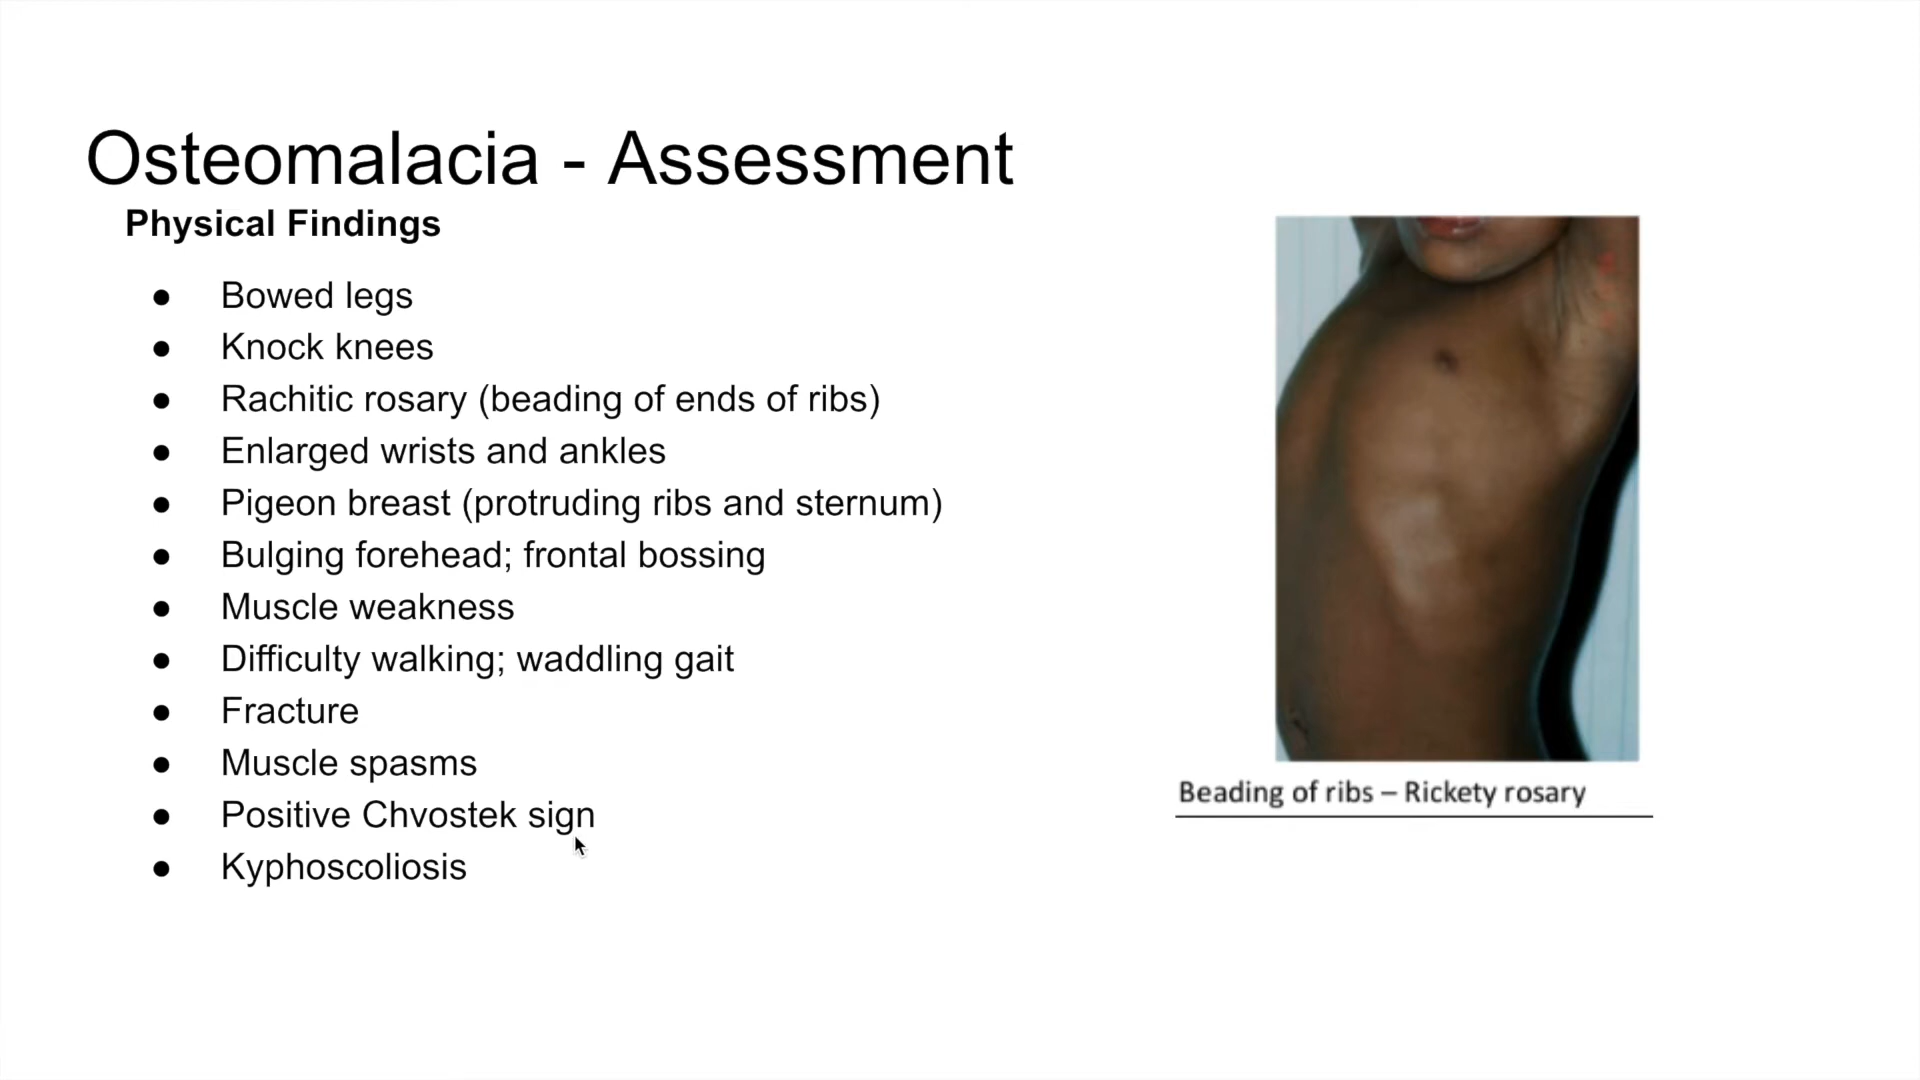 Osteomalacia - Assessment
Physical Findings
● Bowed legs
● Knock knees
● Rachitic rosary (beading of ends of ribs)
● Enlarged wrists and ankles
● Pigeon breast (protruding ribs and sternum)
● Bulging forehead; frontal bossing
● Muscle weakness
● Difficulty walking; waddling gait
● Fracture
● Muscle spasms
● Positive Chvostek sign
● Kyphoscoliosis
Beading of ribs – Rickety rosary